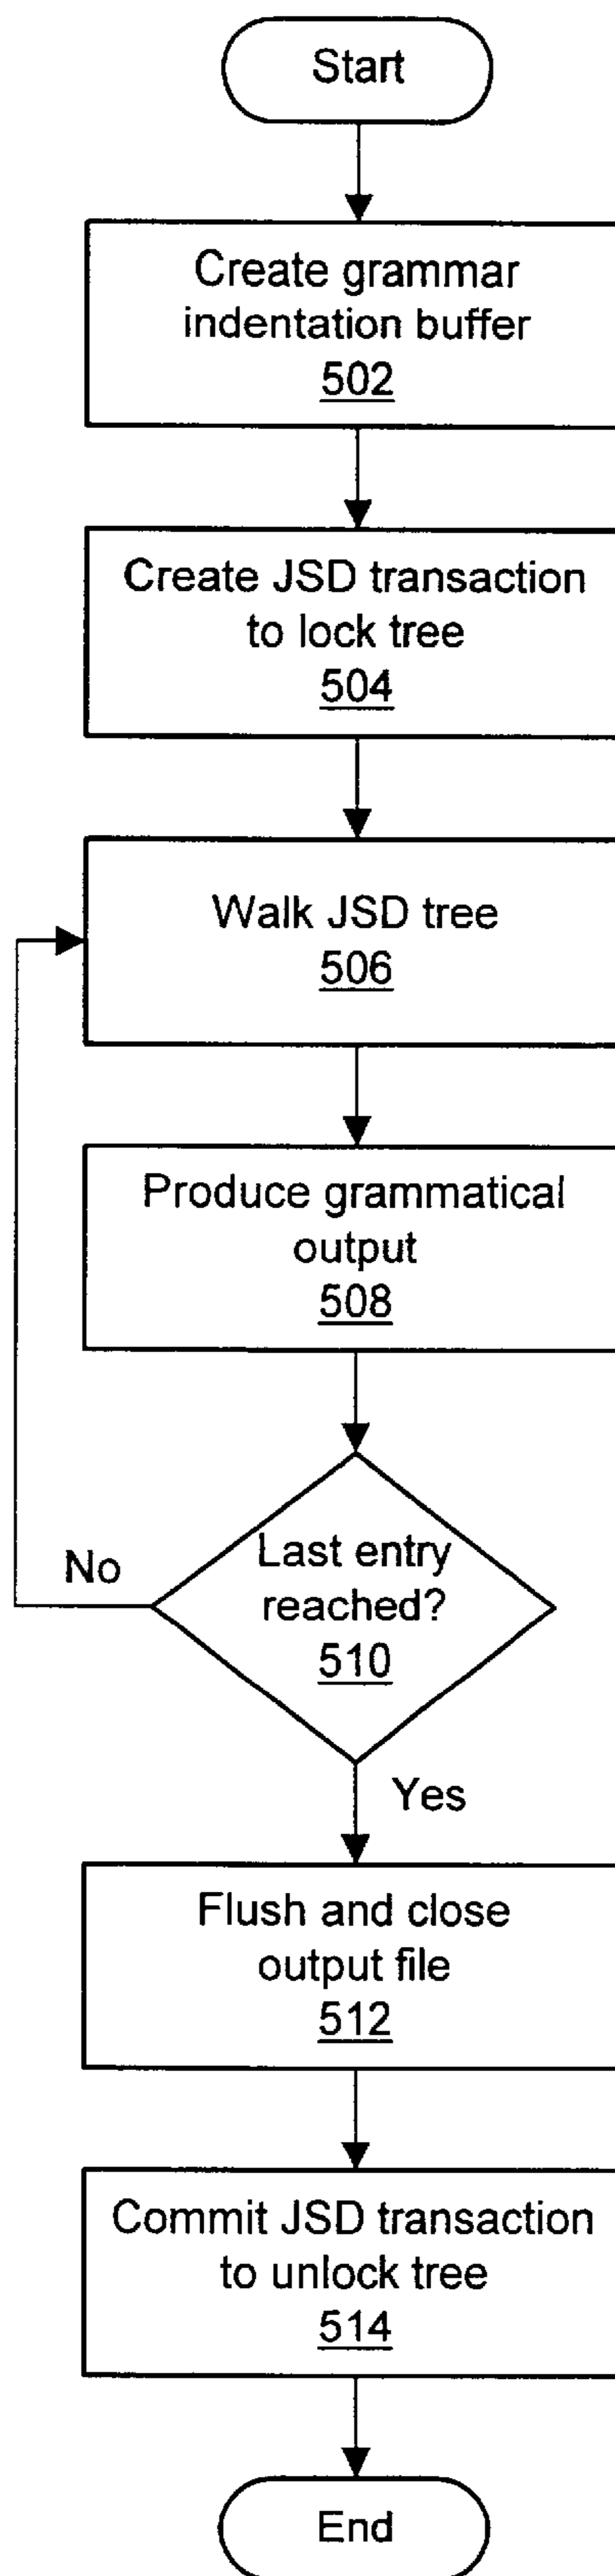 Start
Create grammar
indentation buffer
502
Create JSD transaction
to lock tree
504
Walk JSD tree
506
Produce grammatical
output
508
Last entry
reached?
510
No
Yes
Flush and close
output file
512
Commit JSD transaction
to unlock tree
514
End